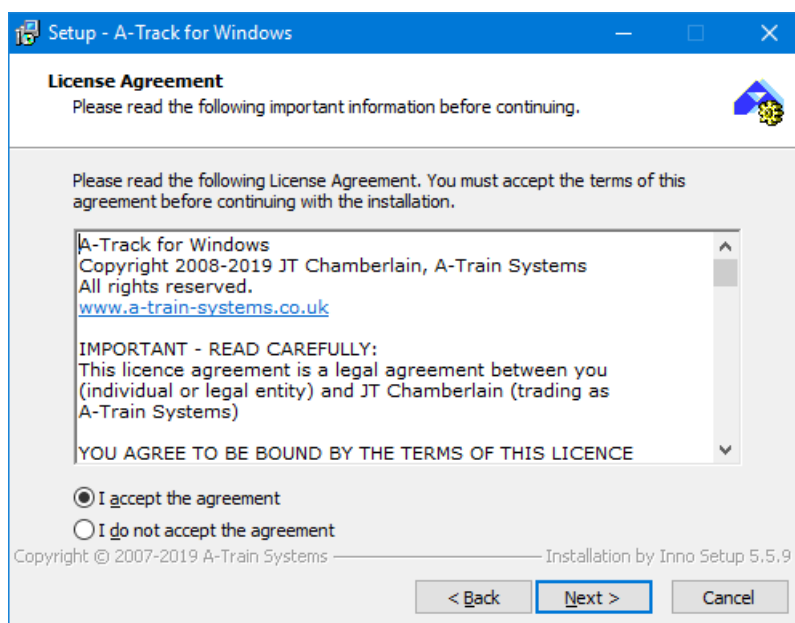 Setup - A-Track for Windows
License Agreement
Please read the following important information before continuing.
Please read the following License Agreement. You must accept the terms of this
agreement before continuing with the installation.
A-Track for Windows
Copyright 2008-2019 JT Chamberlain, A-Train Systems
All rights reserved.
www.a-train-systems.co.uk
IMPORTANT - READ CAREFULLY:
This licence agreement is a legal agreement between you
(individual or legal entity) and JT Chamberlain (trading as
A-Train Systems)
YOU AGREE TO BE BOUND BY THE TERMS OF THIS LICENCE
I accept the agreement
I do not accept the agreement
Copyright © 2007-2019 A-Train Systems Installation by Inno Setup 5.5.9
< Back Next > Cancel